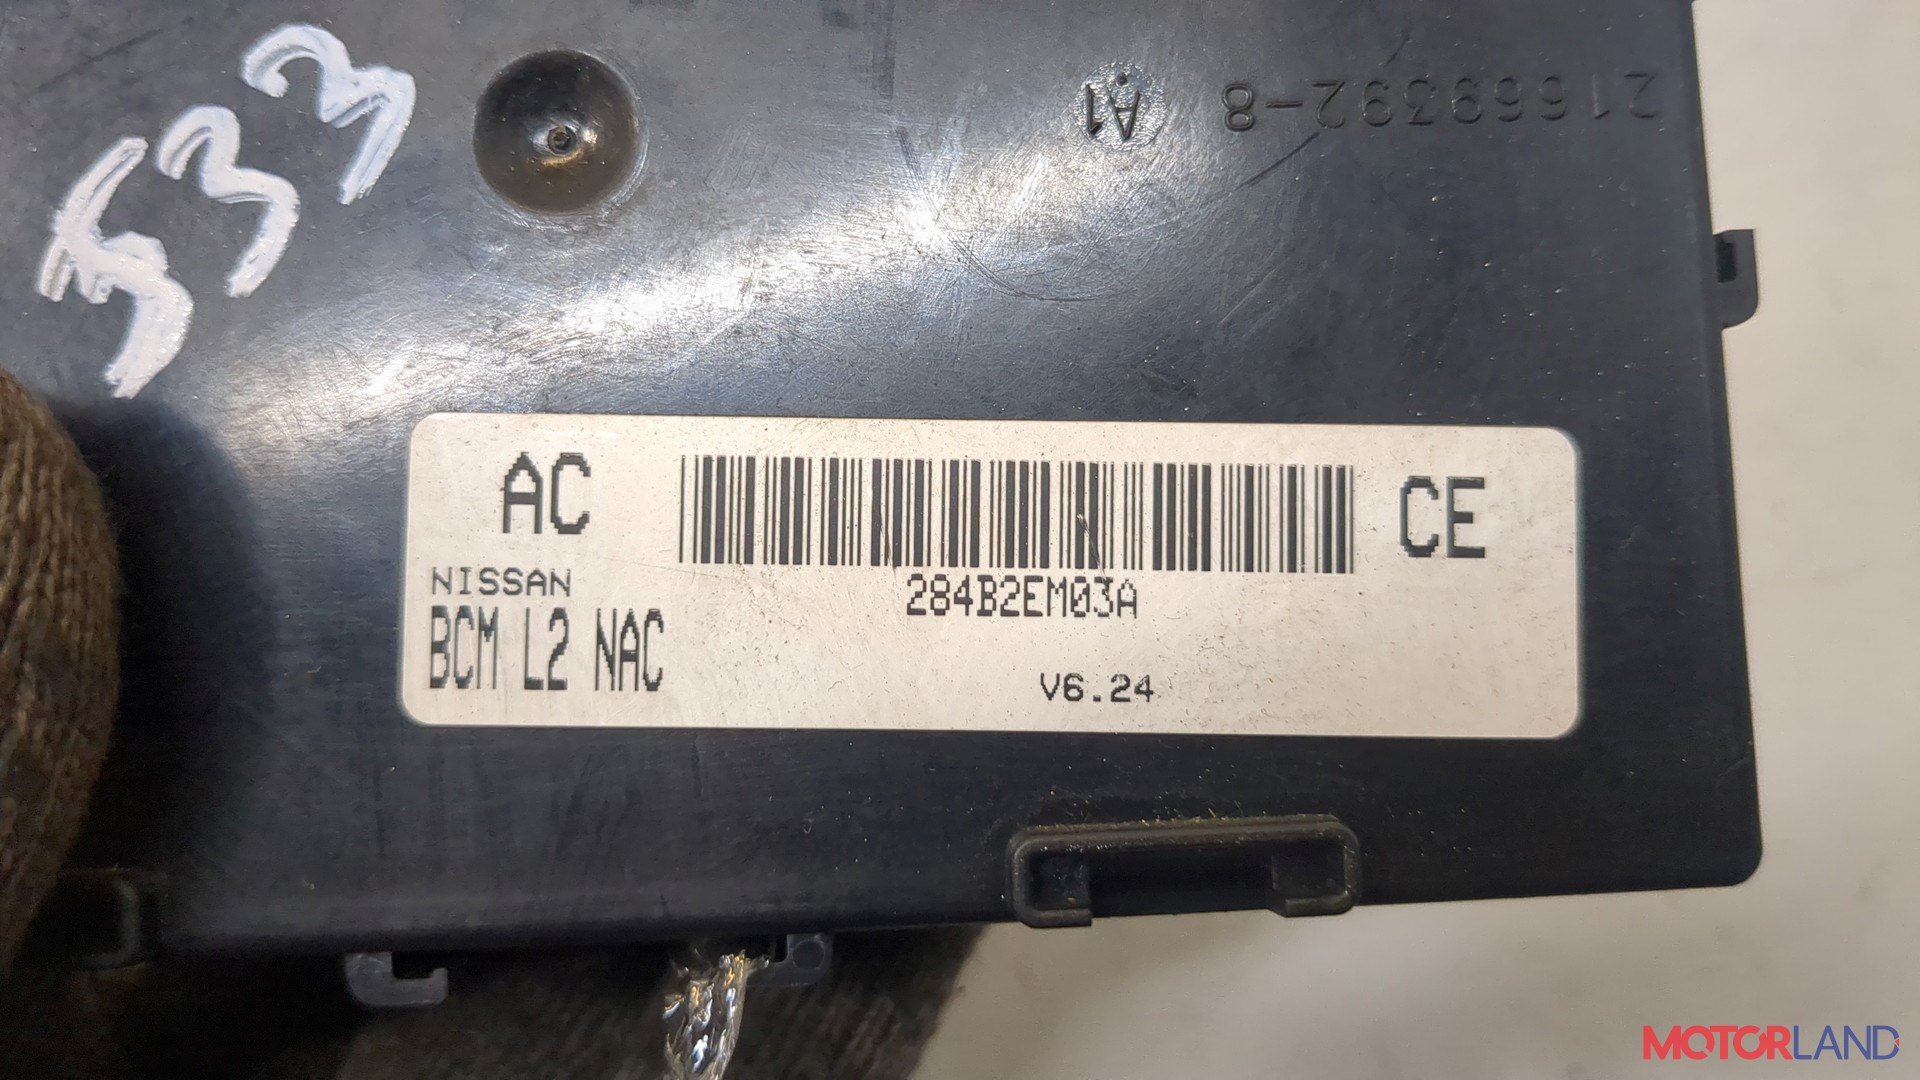 533
21669392-8 A1
AC
CE
NISSAN
284B2EM03A
BCM L2 NAC
V6.24
MOTORLAND